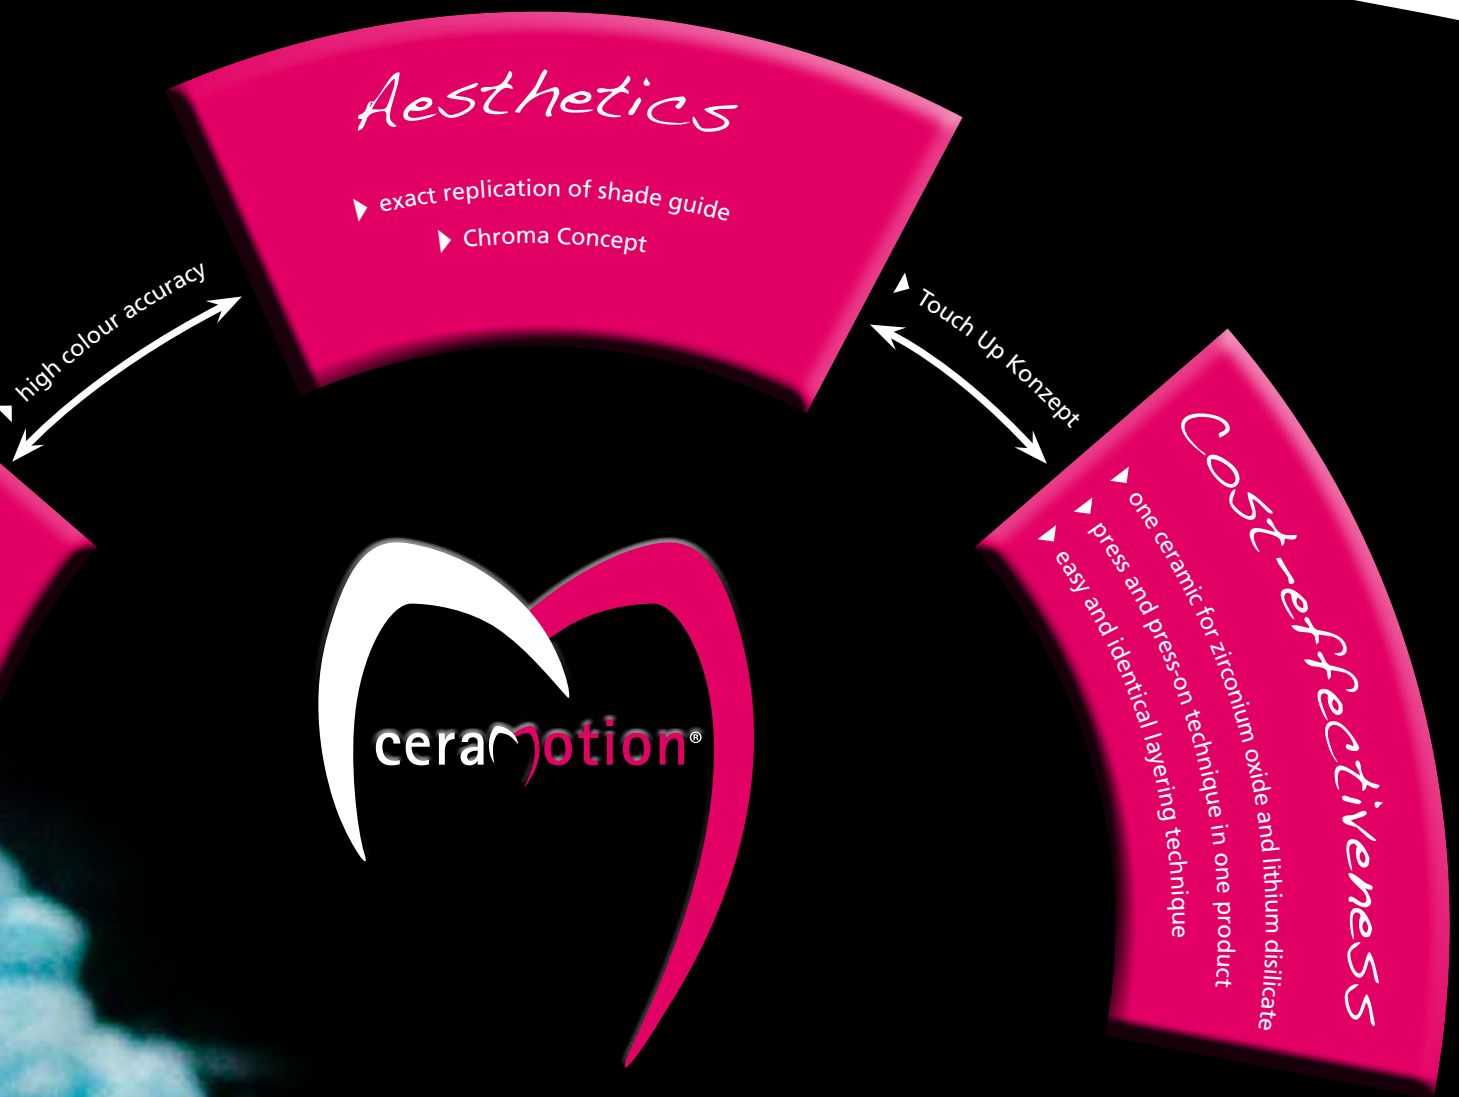 Aesthetics
exact replication of shade guide
Chroma Concept
high colour accuracy
Touch Up Konzept
Cost-effectiveness
one ceramic for zirconium oxide and lithium disilicate
press and press-on technique in one product
easy and identical layering technique
ceramotion®